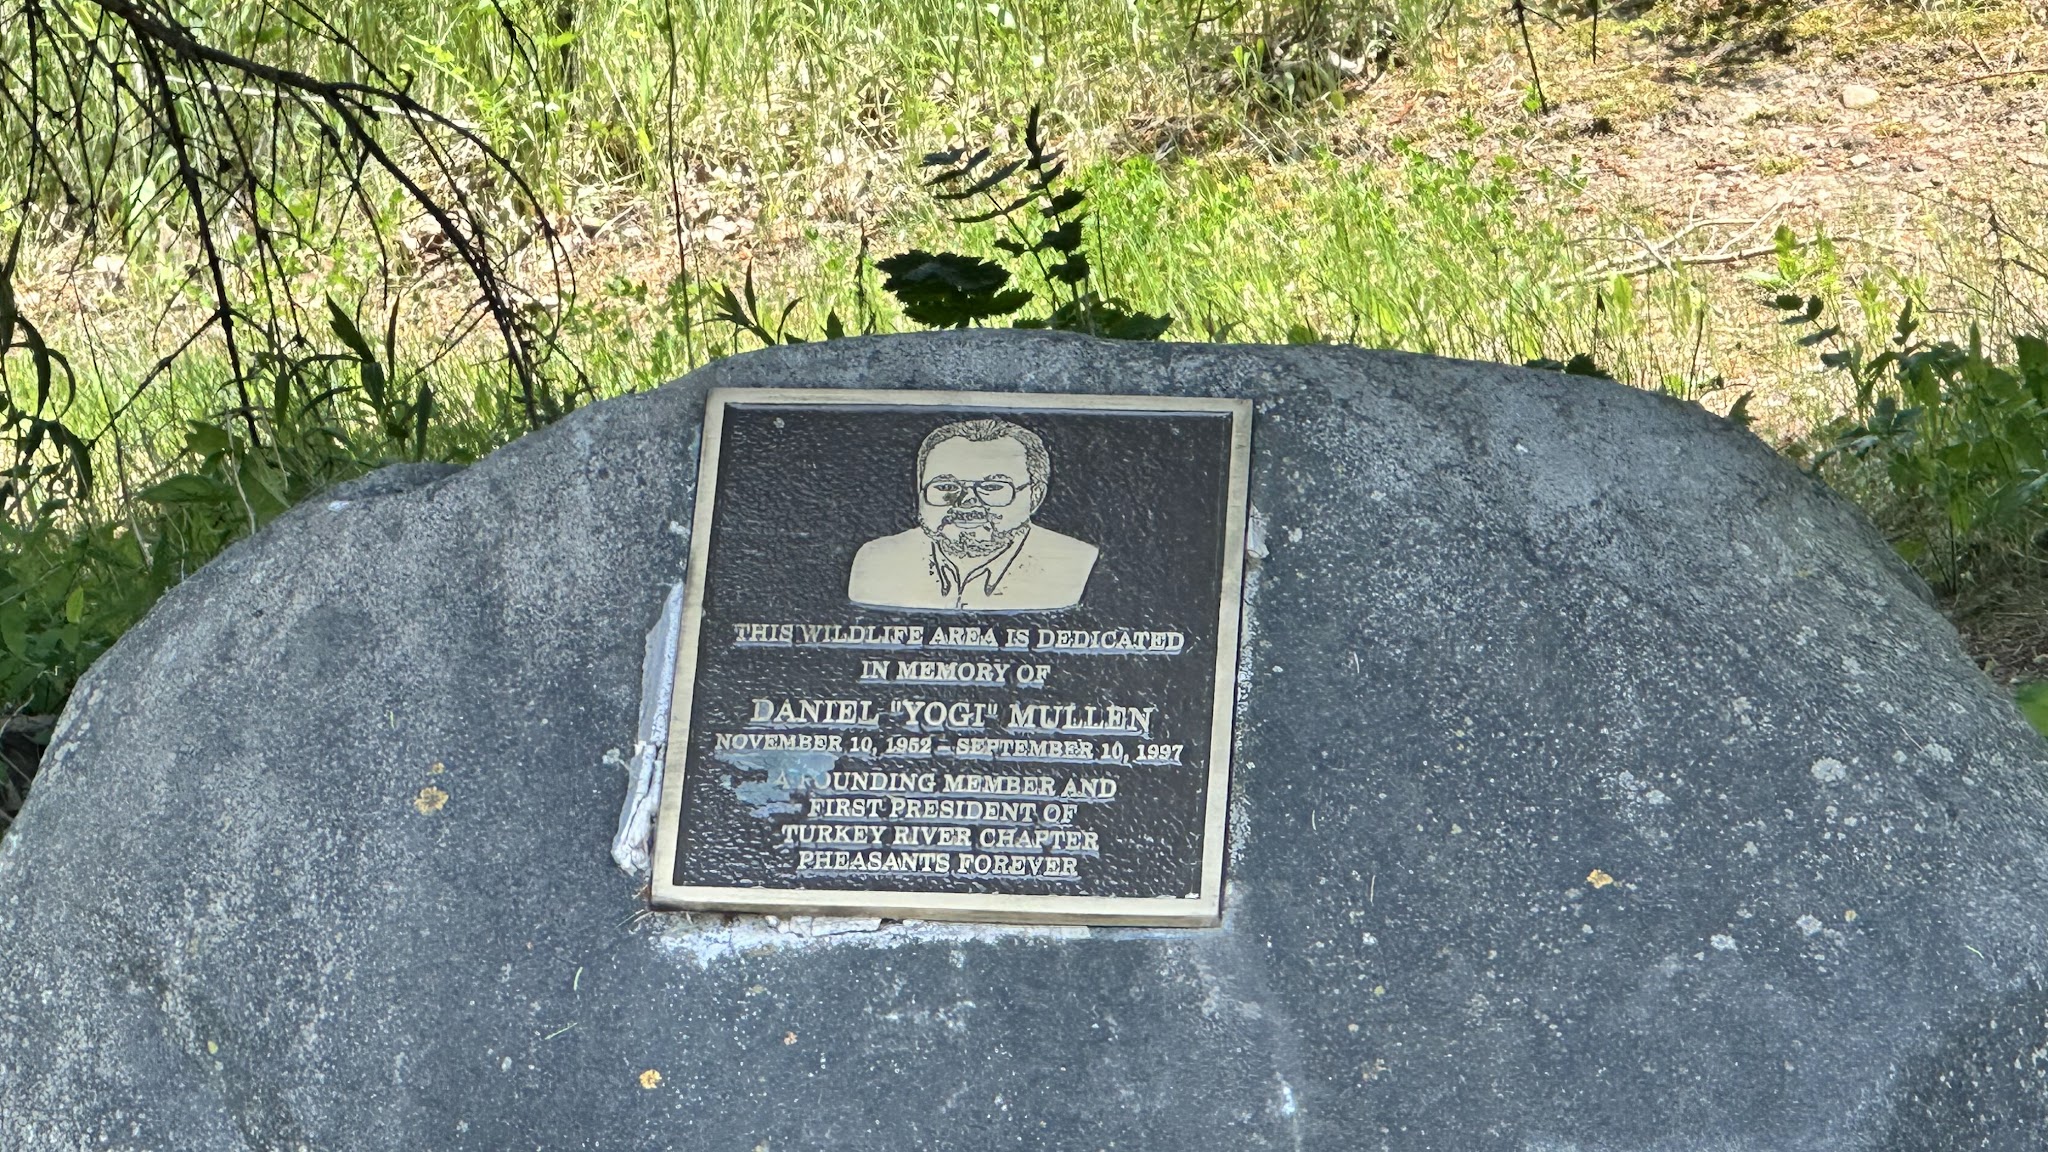 THIS WILDLIFE AREA IS DEDICATED
IN MEMORY OF
DANIEL "YOGI" MULLEN
NOVEMBER 10, 1952 – SEPTEMBER 10, 1997
A FOUNDING MEMBER AND
FIRST PRESIDENT OF
TURKEY RIVER CHAPTER
PHEASANTS FOREVER